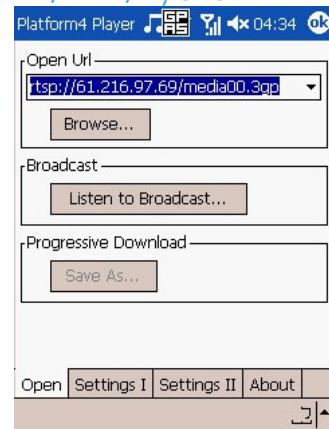 Platform4 Player 04:34 ok
Open Url
rtsp://61.216.97.69/media00.3gp
Browse...
Broadcast
Listen to Broadcast...
Progressive Download
Save As...
Open Settings I Settings II About